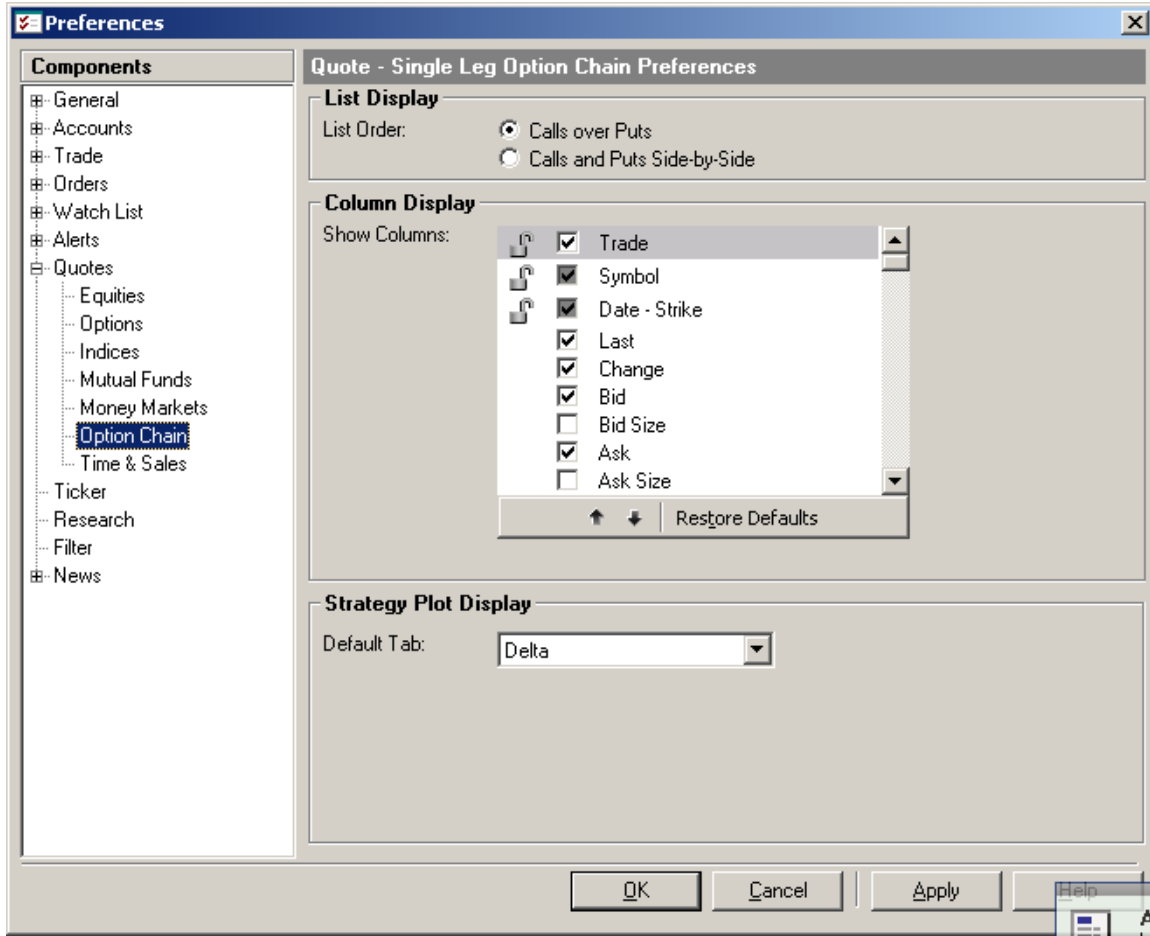 Preferences
Components
General
Accounts
Trade
Orders
Watch List
Alerts
Quotes
Equities
Options
Indices
Mutual Funds
Money Markets
Option Chain
Time & Sales
Ticker
Research
Filter
News
Quote - Single Leg Option Chain Preferences
List Display
List Order:
Calls over Puts
Calls and Puts Side-by-Side
Column Display
Show Columns:
Trade
Symbol
Date - Strike
Last
Change
Bid
Bid Size
Ask
Ask Size
Restore Defaults
Strategy Plot Display
Default Tab:
Delta
OK
Cancel
Apply
Help